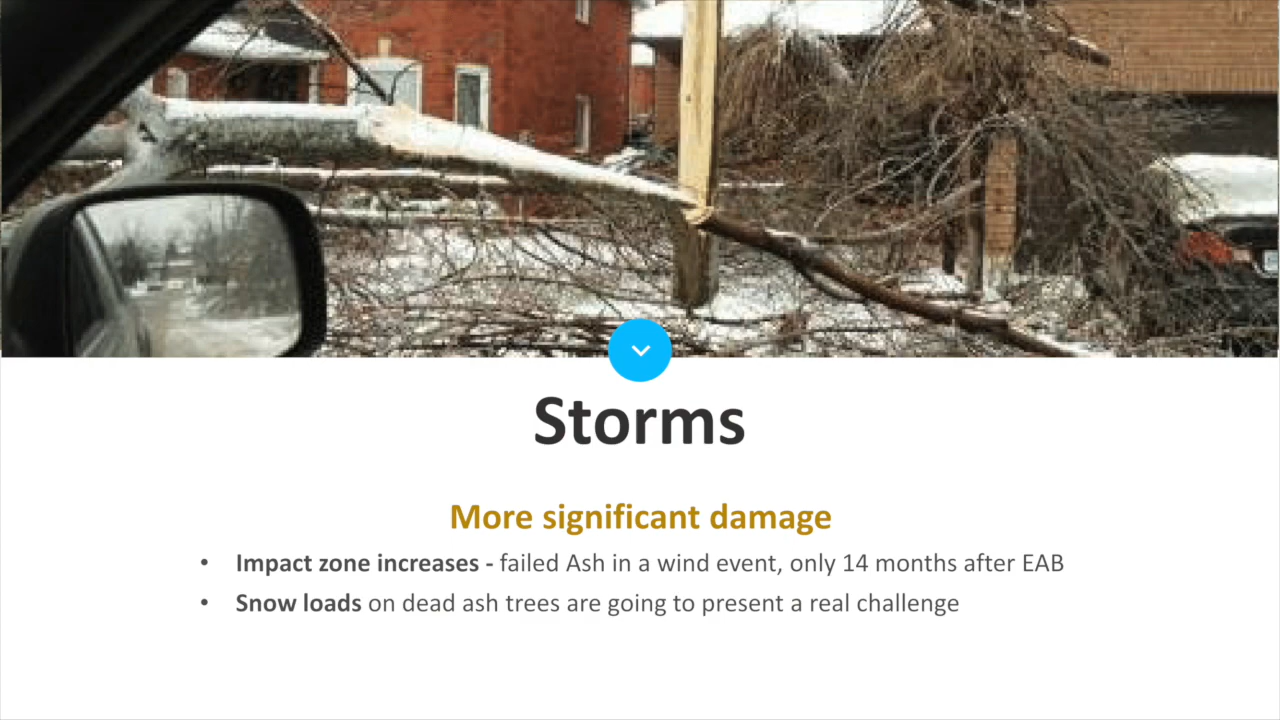 Storms
More significant damage
• Impact zone increases - failed Ash in a wind event, only 14 months after EAB
• Snow loads on dead ash trees are going to present a real challenge